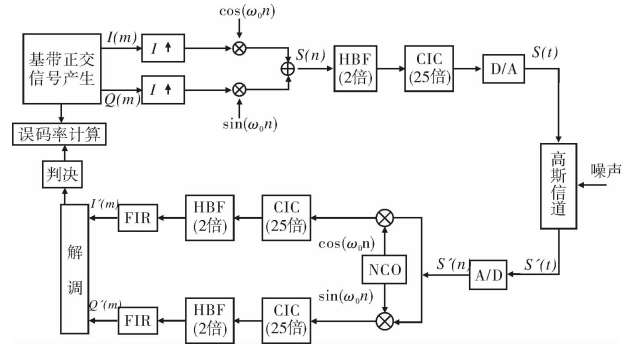 cos(ω₀n)
I(m)
基带正交
信号产生
I↑
S(n)
HBF
(2倍)
CIC
(25倍)
D/A
S(t)
Q(m)
I↑
sin(ω₀n)
误码率计算
判决
高斯信道
噪声
I´(m)
FIR
HBF
(2倍)
CIC
(25倍)
cos(ω₀n)
解调
NCO
S´(n)
A/D
S´(t)
sin(ω₀n)
Q´(m)
FIR
HBF
(2倍)
CIC
(25倍)